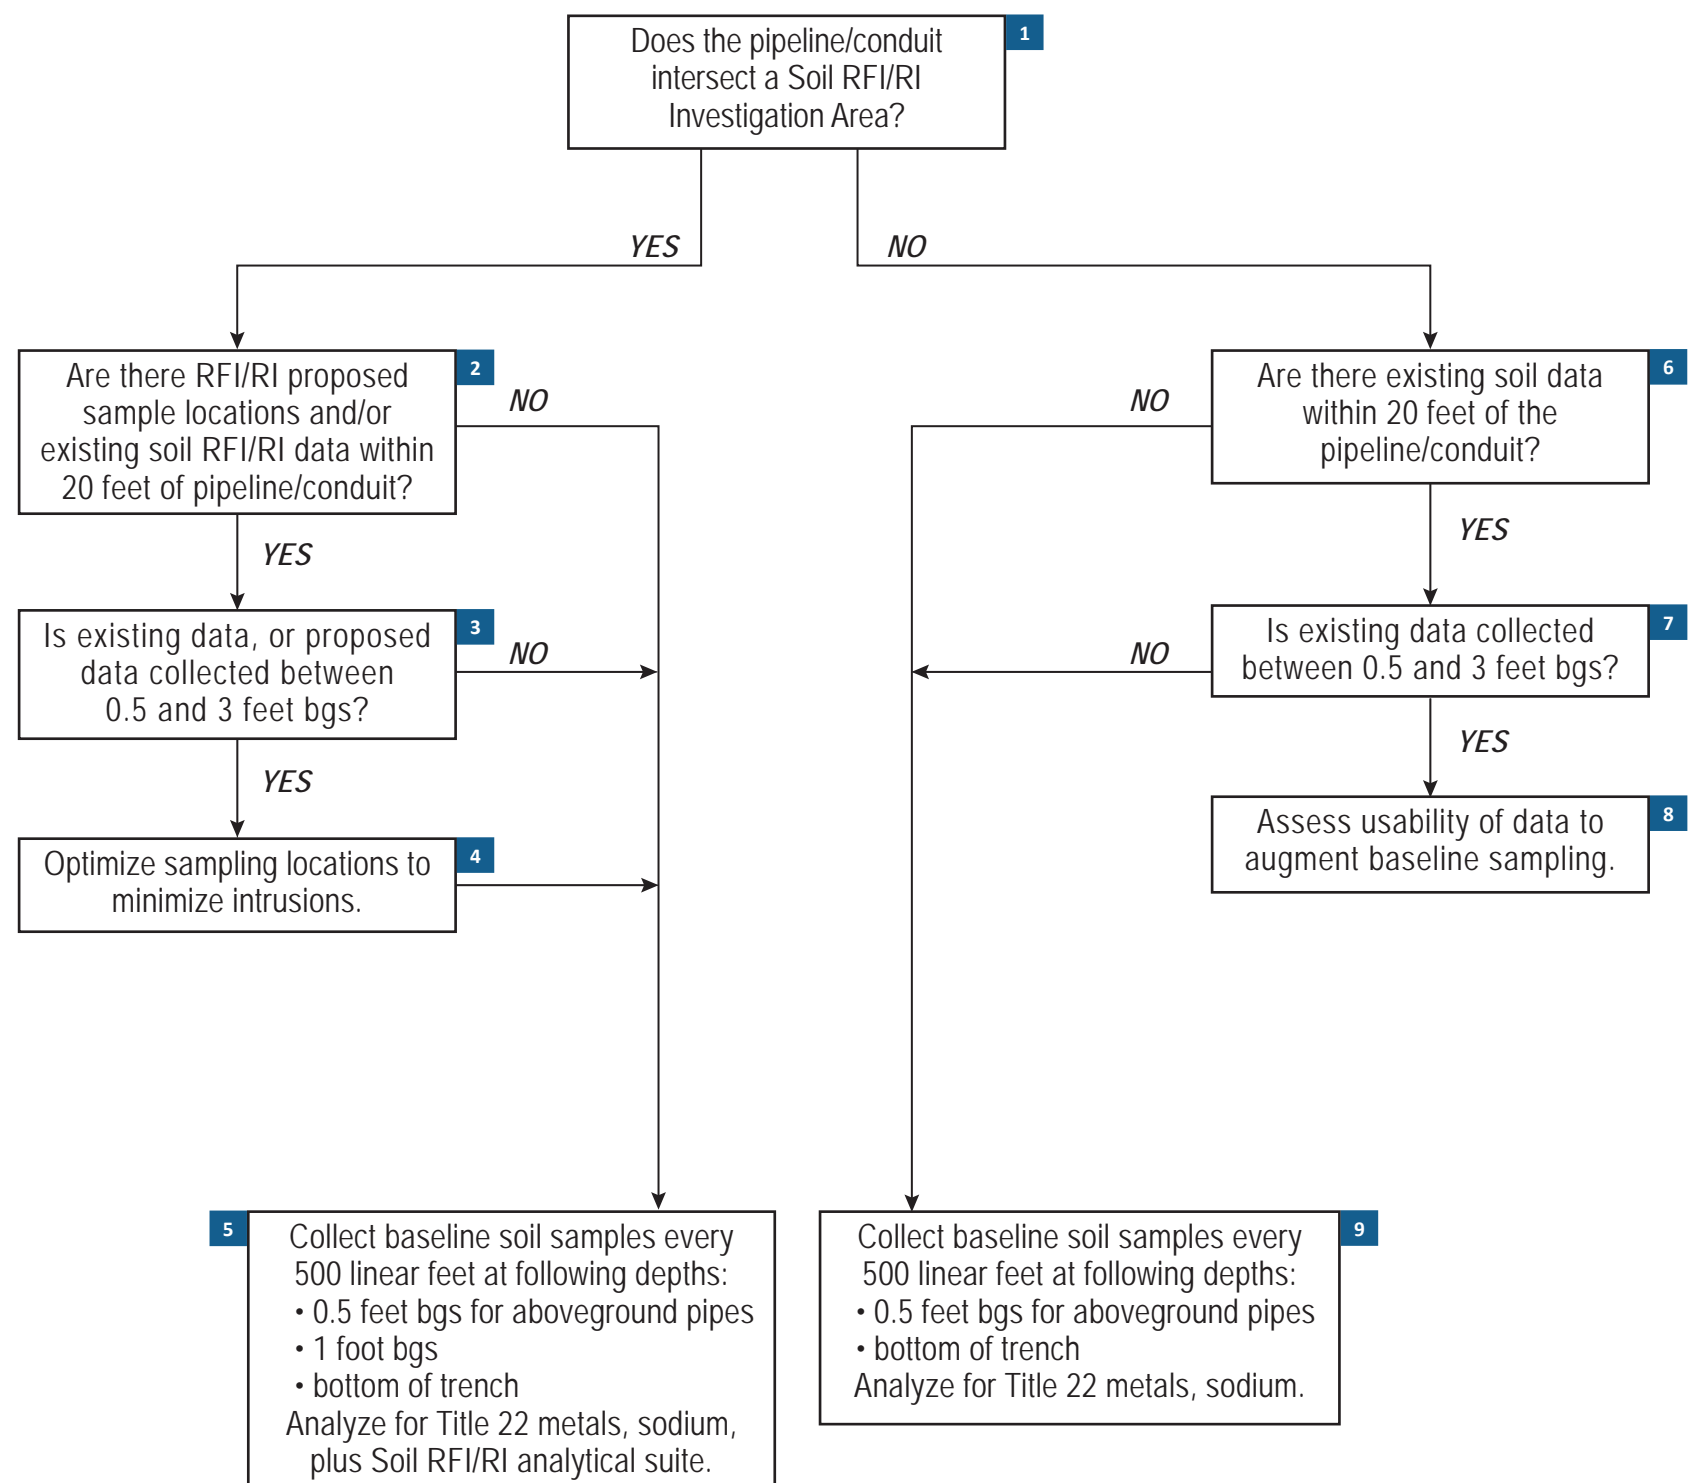 Does the pipeline/conduit
intersect a Soil RFI/RI
Investigation Area?
1
YES
NO
Are there RFI/RI proposed
sample locations and/or
existing soil RFI/RI data within
20 feet of pipeline/conduit?
2
NO
YES
Is existing data, or proposed
data collected between
0.5 and 3 feet bgs?
3
NO
YES
Optimize sampling locations to
minimize intrusions.
4
Are there existing soil data
within 20 feet of the
pipeline/conduit?
6
NO
YES
Is existing data collected
between 0.5 and 3 feet bgs?
7
NO
YES
Assess usability of data to
augment baseline sampling.
8
5
Collect baseline soil samples every
500 linear feet at following depths:
• 0.5 feet bgs for aboveground pipes
• 1 foot bgs
• bottom of trench
Analyze for Title 22 metals, sodium,
plus Soil RFI/RI analytical suite.
Collect baseline soil samples every
500 linear feet at following depths:
• 0.5 feet bgs for aboveground pipes
• bottom of trench
Analyze for Title 22 metals, sodium.
9